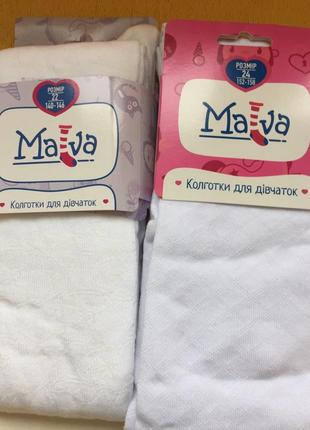 РОЗМІР
22
140-146
Malva
Колготки для дівчаток
РОЗМІР
24
152-158
Malva
Колготки для дівчаток